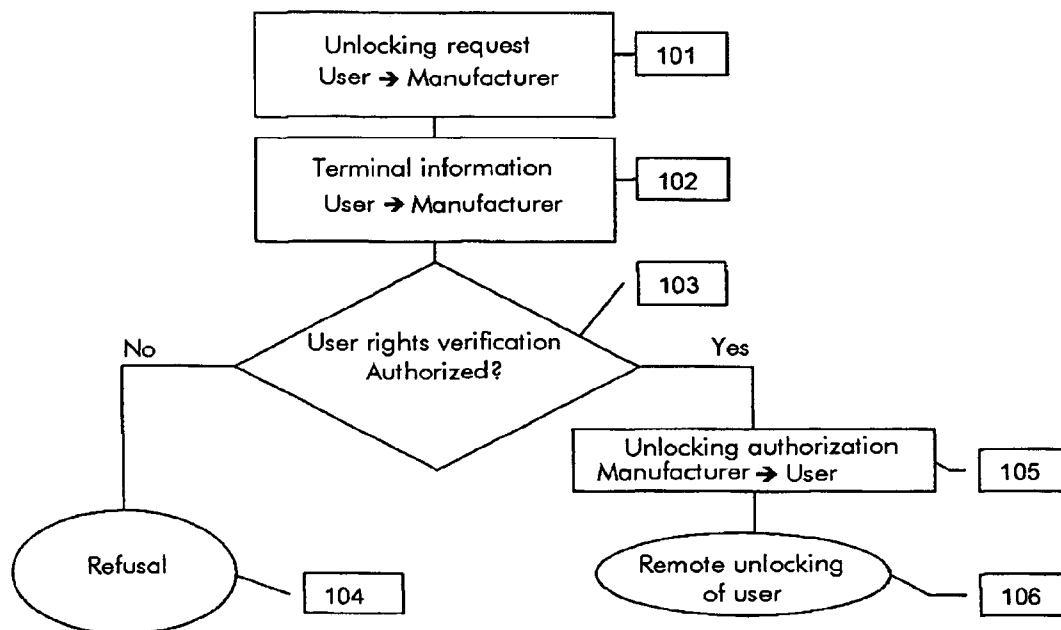 Unlocking request
User → Manufacturer
101
Terminal information
User → Manufacturer
102
103
User rights verification
Authorized?
No
Yes
Unlocking authorization
Manufacturer → User
105
Refusal
104
Remote unlocking
of user
106